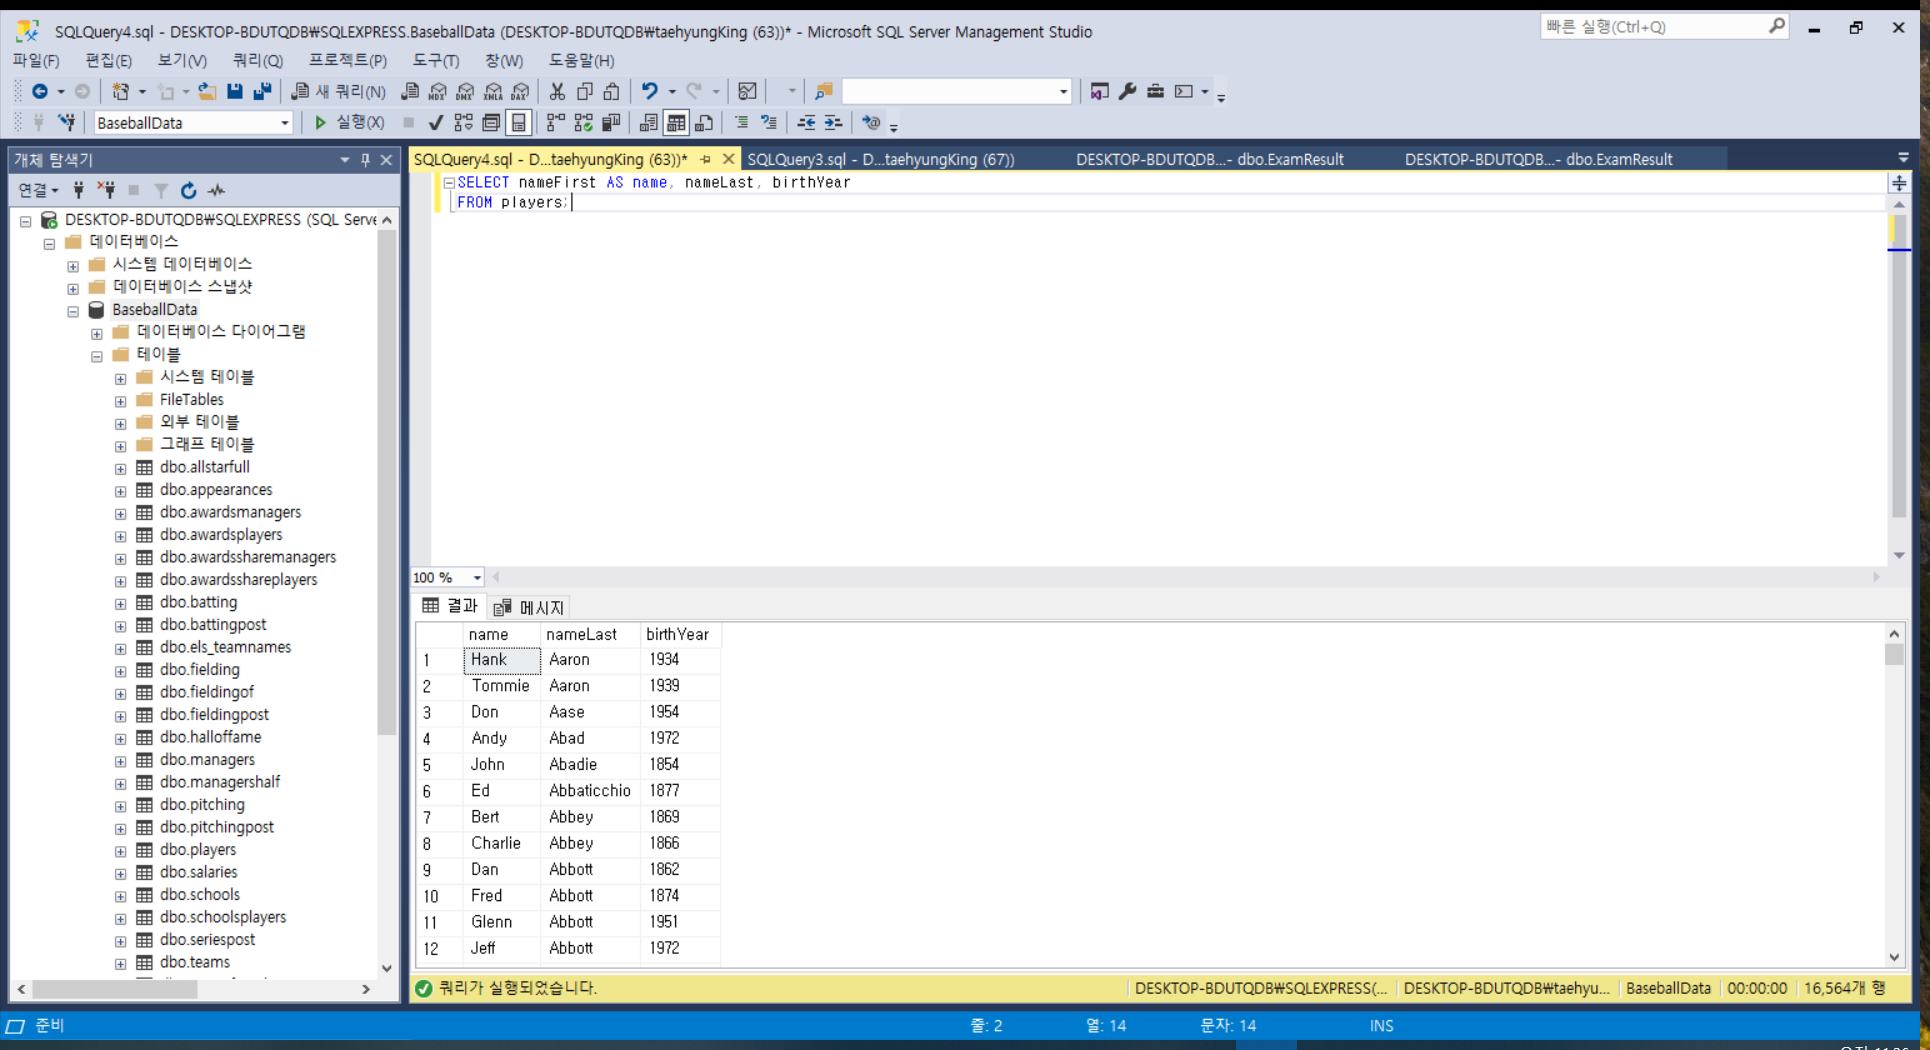 SQLQuery4.sql - DESKTOP-BDUTQDB₩SQLEXPRESS.BaseballData (DESKTOP-BDUTQDB₩taehyungKing (63))* - Microsoft SQL Server Management Studio
빠른 실행(Ctrl+Q)
파일(F) 편집(E) 보기(V) 쿼리(Q) 프로젝트(P) 도구(T) 창(W) 도움말(H)
새 쿼리(N) MDX DMX XMLA DAX
BaseballData 실행(X)
개체 탐색기
연결
DESKTOP-BDUTQDB₩SQLEXPRESS (SQL Serve
데이터베이스
시스템 데이터베이스
데이터베이스 스냅샷
BaseballData
데이터베이스 다이어그램
테이블
시스템 테이블
FileTables
외부 테이블
그래프 테이블
dbo.allstarfull
dbo.appearances
dbo.awardsmanagers
dbo.awardsplayers
dbo.awardssharemanagers
dbo.awardsshareplayers
dbo.batting
dbo.battingpost
dbo.els_teamnames
dbo.fielding
dbo.fieldingof
dbo.fieldingpost
dbo.halloffame
dbo.managers
dbo.managershalf
dbo.pitching
dbo.pitchingpost
dbo.players
dbo.salaries
dbo.schools
dbo.schoolsplayers
dbo.seriespost
dbo.teams
SQLQuery4.sql - D...taehyungKing (63))* SQLQuery3.sql - D...taehyungKing (67)) DESKTOP-BDUTQDB...- dbo.ExamResult DESKTOP-BDUTQDB...- dbo.ExamResult
SELECT nameFirst AS name, nameLast, birthYear
FROM players;
100 %
결과 메시지
name nameLast birthYear
1 Hank Aaron 1934
2 Tommie Aaron 1939
3 Don Aase 1954
4 Andy Abad 1972
5 John Abadie 1854
6 Ed Abbaticchio 1877
7 Bert Abbey 1869
8 Charlie Abbey 1866
9 Dan Abbott 1862
10 Fred Abbott 1874
11 Glenn Abbott 1951
12 Jeff Abbott 1972
쿼리가 실행되었습니다. DESKTOP-BDUTQDB₩SQLEXPRESS(... DESKTOP-BDUTQDB₩taehyu... BaseballData 00:00:00 16,564개 행
준비 줄: 2 열: 14 문자: 14 INS